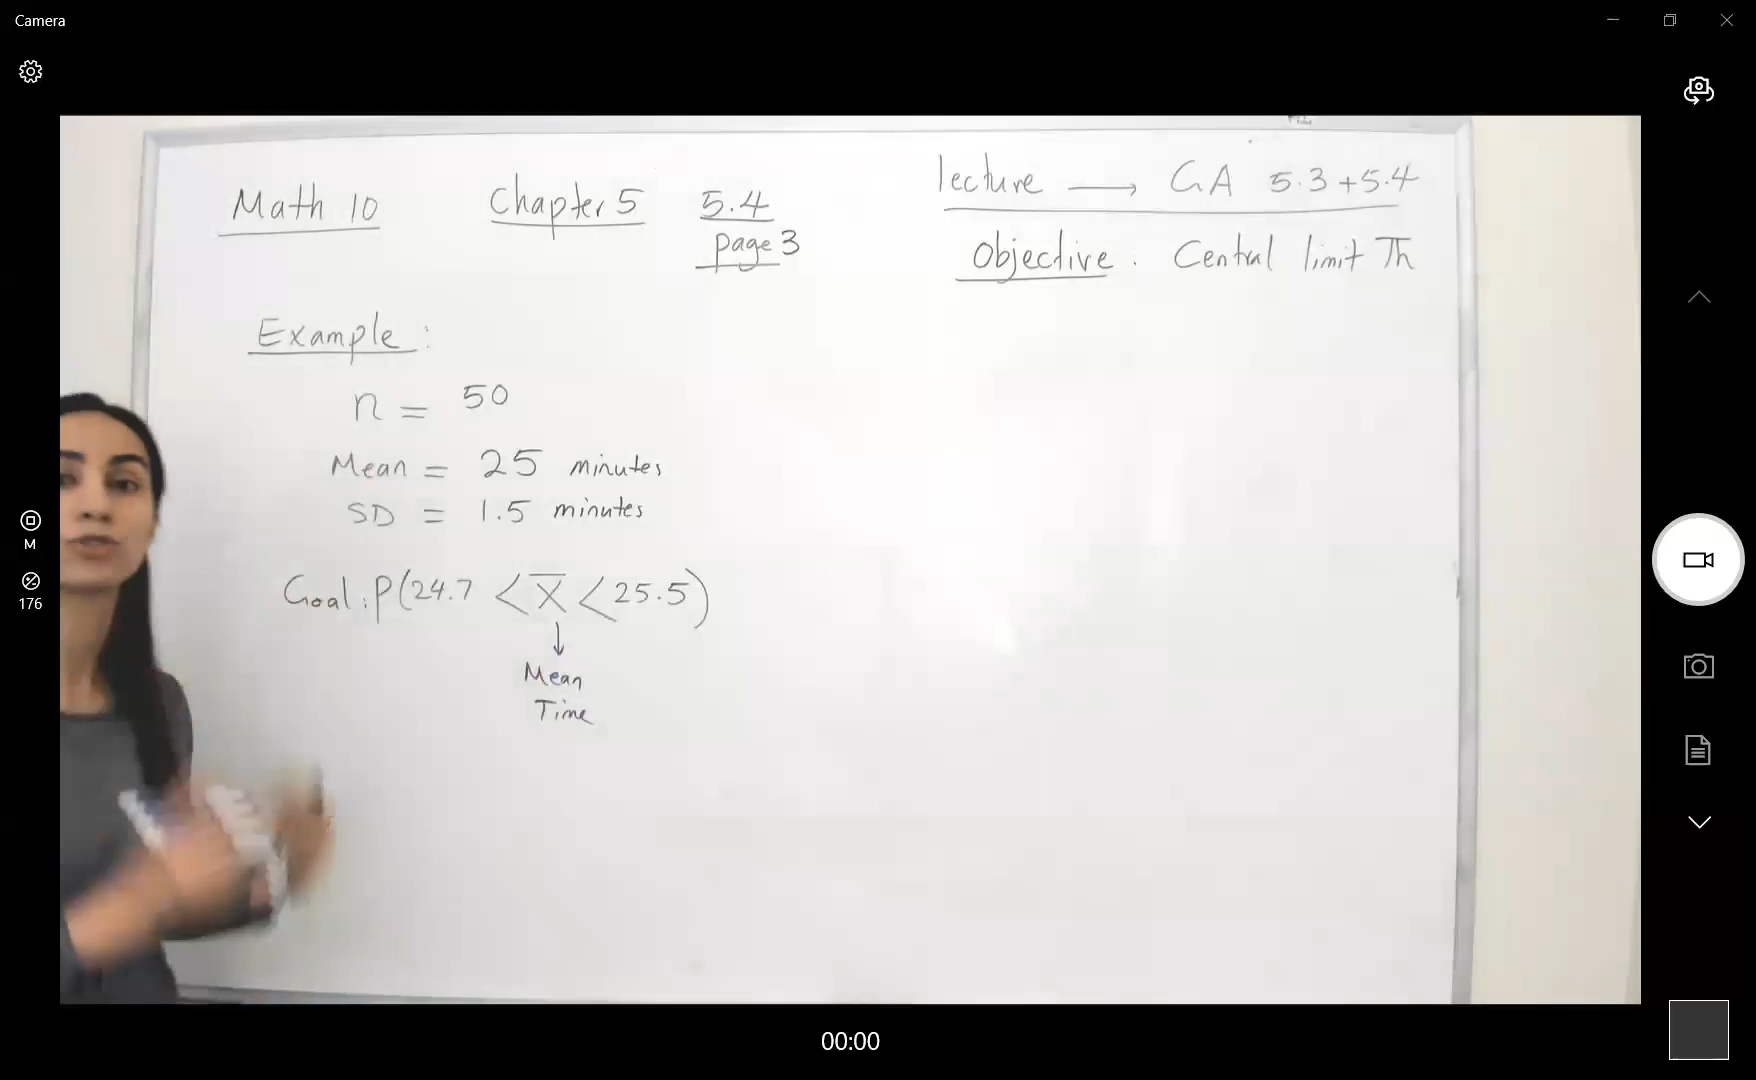 Camera
Math 10 Chapter 5 5.4
page 3
lecture → GA 5.3+5.4
Objective . Central limit Th
Example :
n = 50
Mean = 25 minutes
SD = 1.5 minutes
Goal: P(24.7 < X̅ < 25.5)
↓
Mean
Time
M
176
00:00